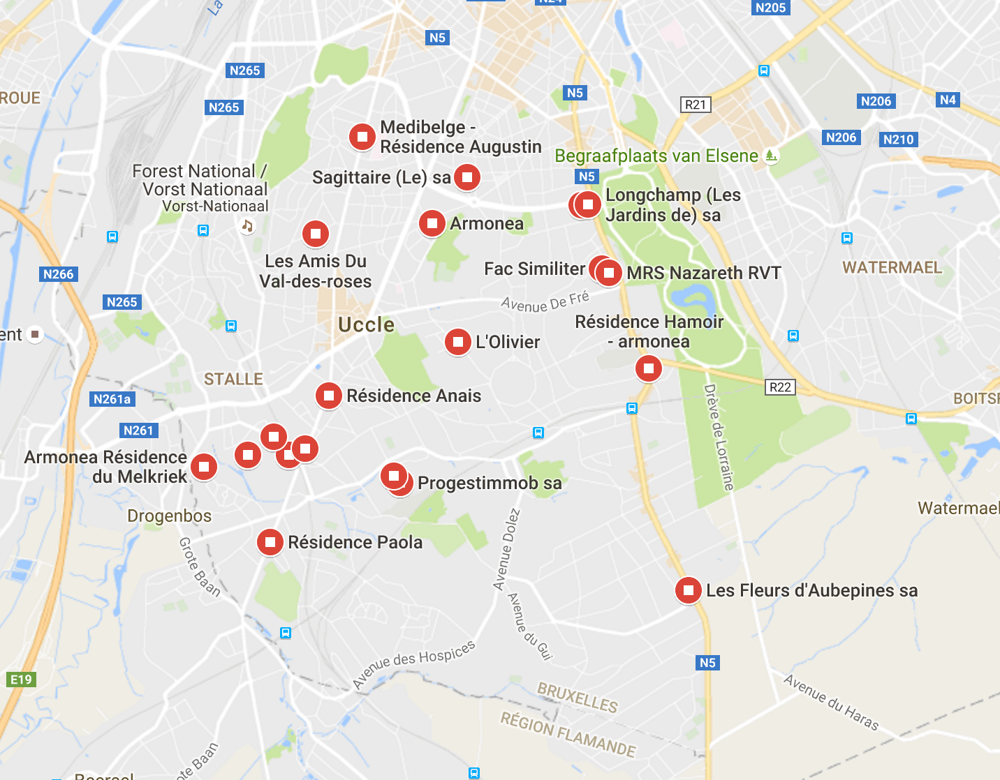 La
N24
N205
N5
N265
N5
R21
N206
N4
ROUE
N265
Medibelge -
Résidence Augustin
N206
N210
Begraafplaats van Elsene
Forest National /
Vorst Nationaal
Vorst-Nationaal
Sagittaire (Le) sa
N5
Longchamp (Les
Jardins de) sa
Armonea
Les Amis Du
Val-des-roses
Fac Similiter
MRS Nazareth RVT
WATERMAEL
N266
N265
Avenue De Fré
Uccle
Résidence Hamoir
- armonea
ent
L'Olivier
STALLE
R22
N261a
Résidence Anais
BOITSF
N261
Drève de Lorraine
Armonea Résidence
du Melkriek
Progestimmob sa
Drogenbos
Watermael
Résidence Paola
Grote Baan
Avenue Dolez
Les Fleurs d'Aubepines sa
Avenue du Gui
Avenue des Hospices
N5
E19
Avenue du Haras
BRUXELLES
RÉGION FLAMANDE
ote Baan